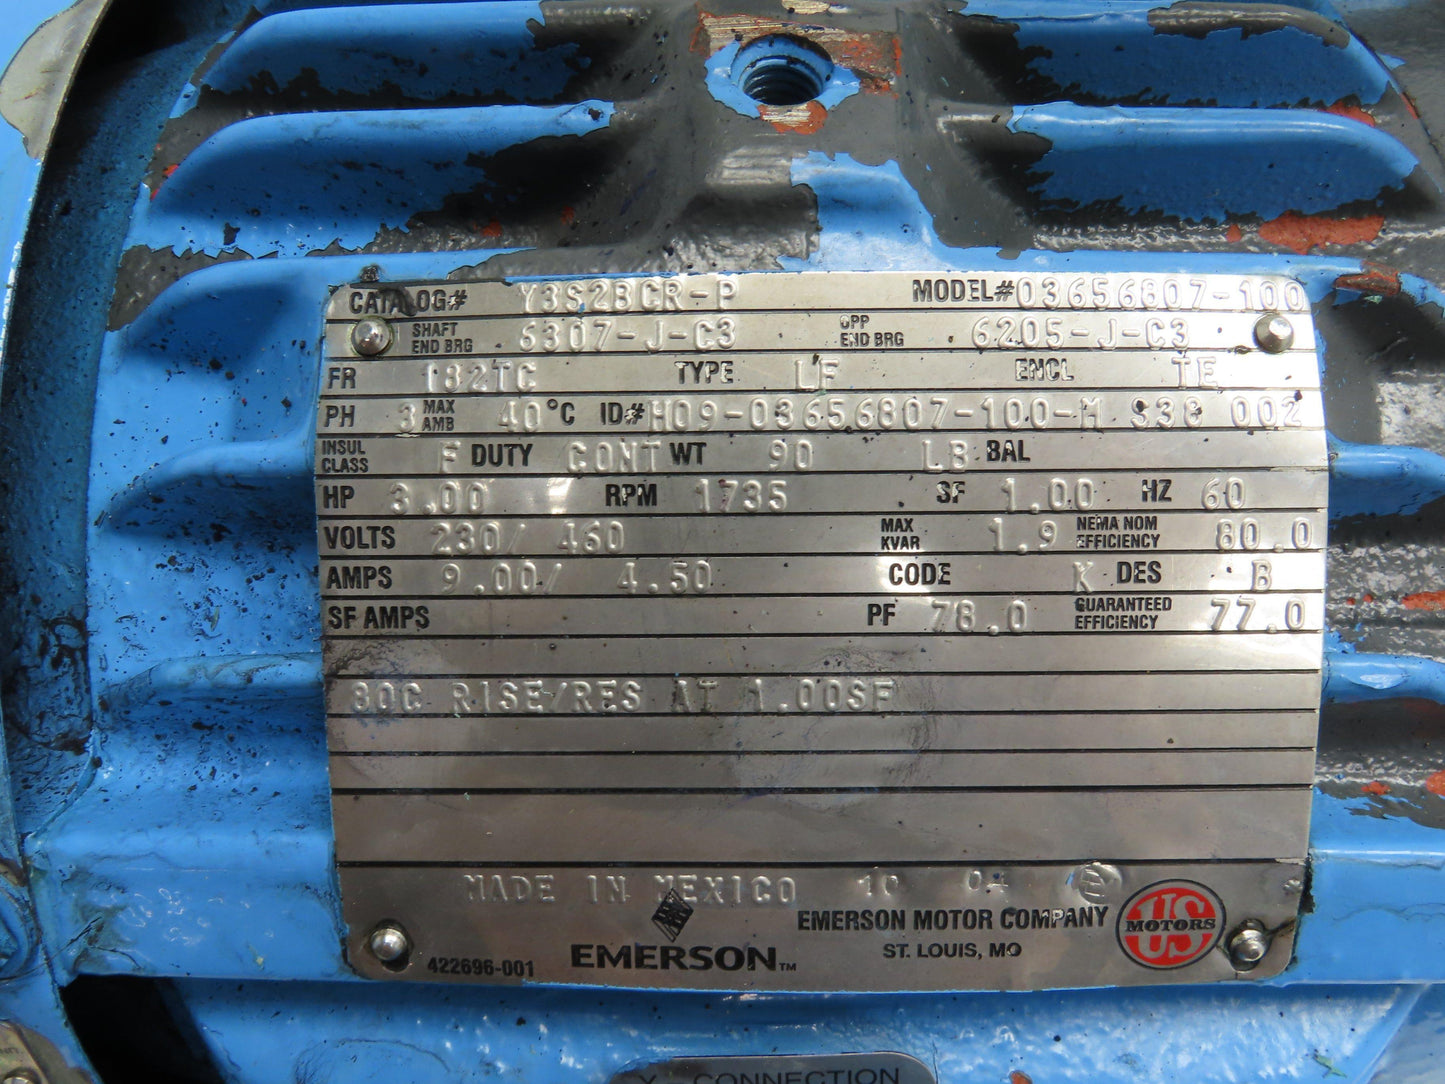 CATALOG# Y3S2BCR-P MODEL# 03656807-100
SHAFT END BRG 6307-J-C3 OPP END BRG 6205-J-C3
FR 182TC TYPE LF ENCL TE
PH 3 MAX AMB 40°C ID# H09-03656807-100-M 338 002
INSUL CLASS F DUTY CONT WT 90 LB BAL
HP 3.00 RPM 1735 SF 1.00 HZ 60
VOLTS 230/ 460 MAX KVAR 1.9 NEMA NOM EFFICIENCY 80.0
AMPS 9.00/ 4.50 CODE K DES B
SF AMPS PF 78.0 GUARANTEED EFFICIENCY 77.0
80C RISE/RES AT 1.00SF
MADE IN MEXICO 10 04
EMERSON MOTOR COMPANY
ST. LOUIS, MO
US MOTORS
422696-001 EMERSON™
CONNECTION